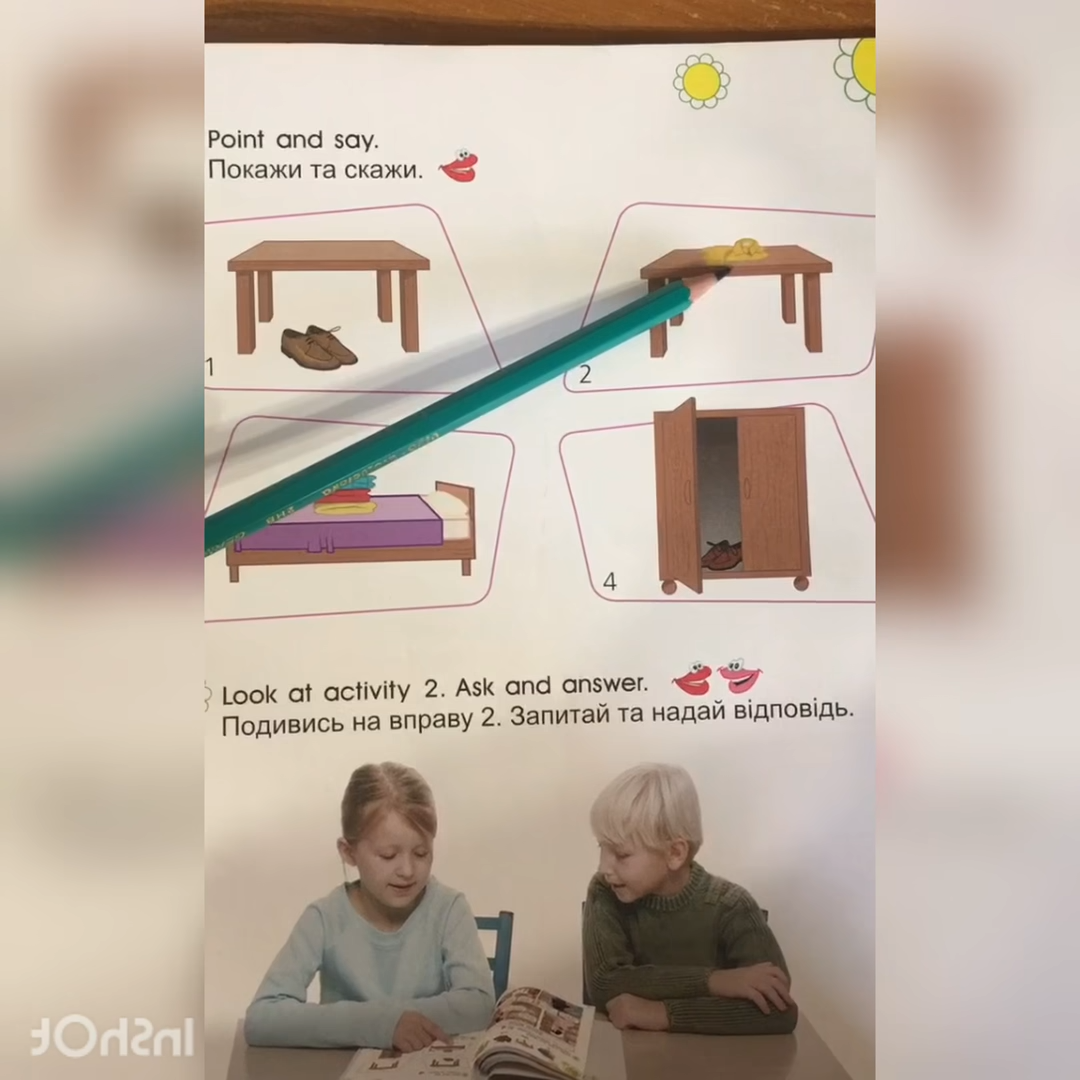 Point and say.
Покажи та скажи.
1
2
4
Look at activity 2. Ask and answer.
Подивись на вправу 2. Запитай та надай відповідь.
InShOt